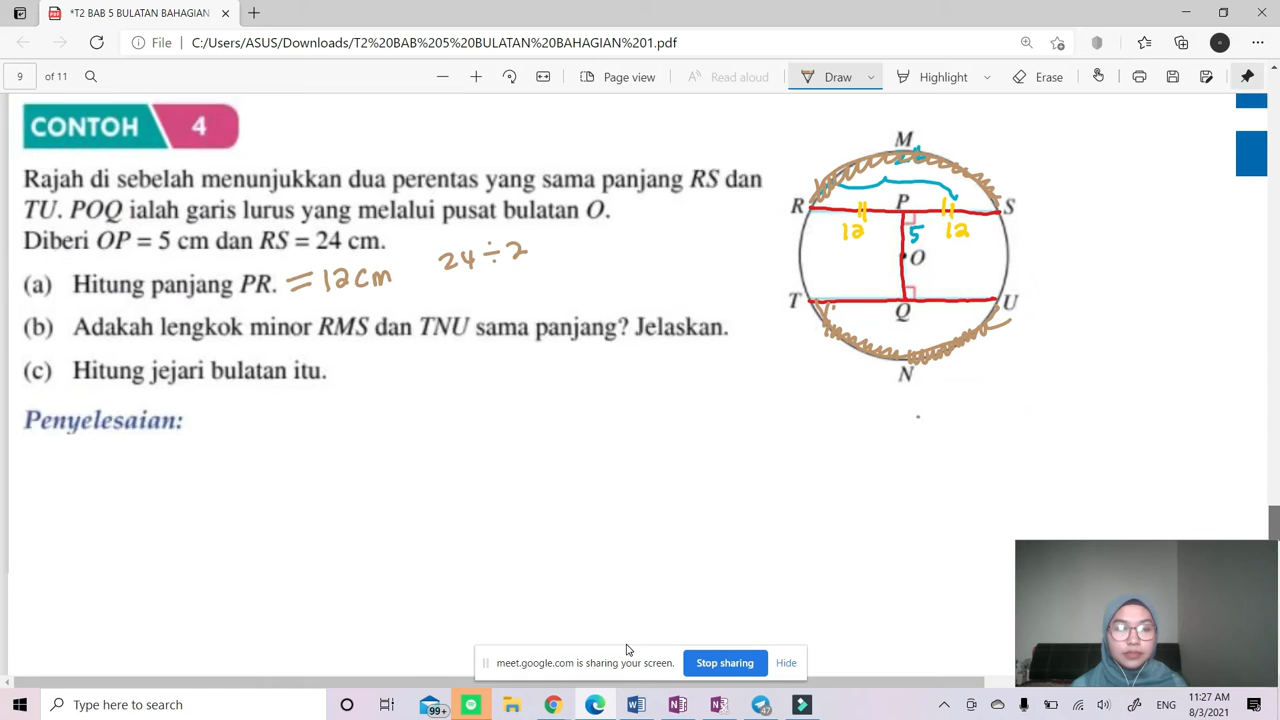 *T2 BAB 5 BULATAN BAHAGIAN
File
C:/Users/ASUS/Downloads/T2%20BAB%205%20BULATAN%20BAHAGIAN%201.pdf
9
of 11
Page view
Read aloud
Draw
Highlight
Erase
CONTOH 4
Rajah di sebelah menunjukkan dua perentas yang sama panjang RS dan
TU. POQ ialah garis lurus yang melalui pusat bulatan O.
Diberi OP = 5 cm dan RS = 24 cm.
24 ÷ 2
(a) Hitung panjang PR. = 12cm
(b) Adakah lengkok minor RMS dan TNU sama panjang? Jelaskan.
(c) Hitung jejari bulatan itu.
Penyelesaian:
M
R
P
S
12
5
12
O
T
Q
U
N
meet.google.com is sharing your screen.
Stop sharing
Hide
Type here to search
99+
47
11:27 AM
8/3/2021